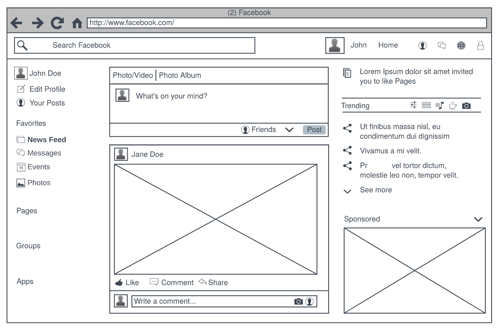 (2) Facebook
http://www.facebook.com/
Search Facebook
John
Home
John Doe
Edit Profile
Your Posts
Favorites
News Feed
Messages
Events
Photos
Pages
Groups
Apps
Photo/Video | Photo Album
What's on your mind?
Friends
Post
Jane Doe
Like
Comment
Share
Write a comment...
Lorem Ipsum dolor sit amet invited
you to like Pages
Trending
Ut finibus massa nisl, eu
condimentum dui dignissim
Vivamus a mi velit.
Pr vel tortor dictum,
molestie leo non, tempor velit.
See more
Sponsored